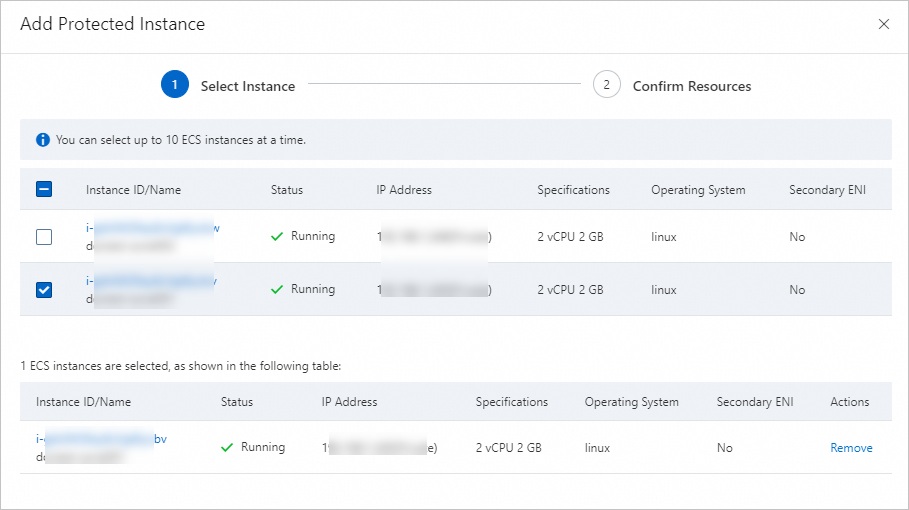 Add Protected Instance
1 Select Instance 2 Confirm Resources
You can select up to 10 ECS instances at a time.
Instance ID/Name Status IP Address Specifications Operating System Secondary ENI
Running 2 vCPU 2 GB linux No
Running 2 vCPU 2 GB linux No
1 ECS instances are selected, as shown in the following table:
Instance ID/Name Status IP Address Specifications Operating System Secondary ENI Actions
Running 2 vCPU 2 GB linux No Remove